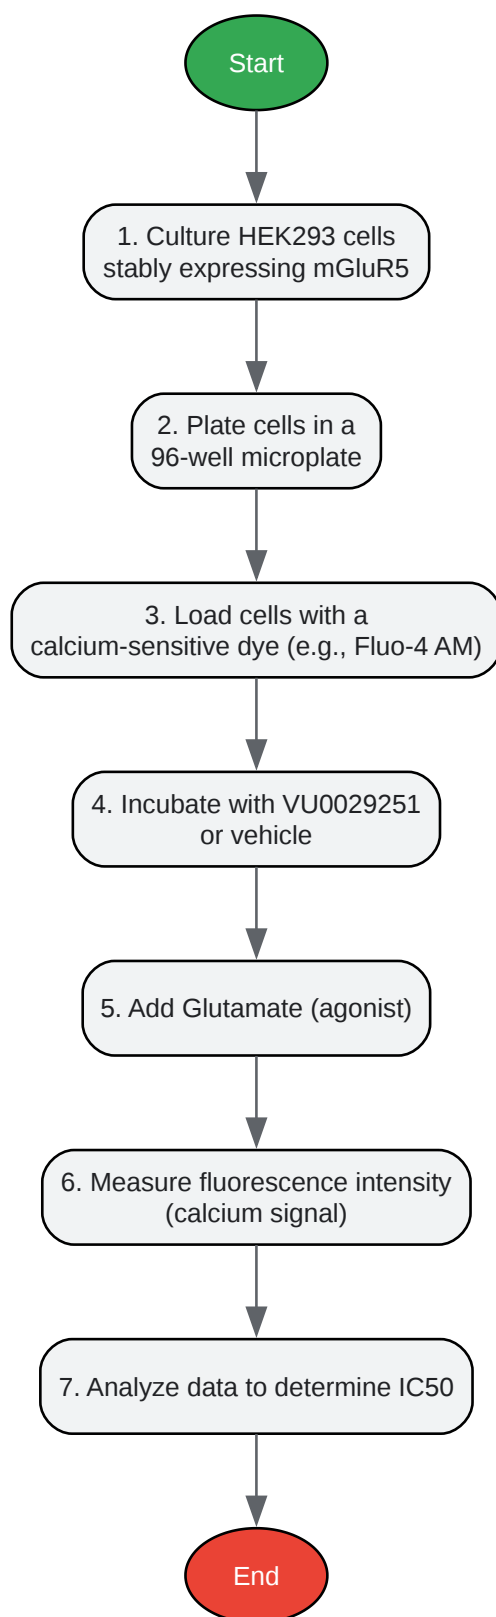 Start
1. Culture HEK293 cells
stably expressing mGluR5
2. Plate cells in a
96-well microplate
3. Load cells with a
calcium-sensitive dye (e.g., Fluo-4 AM)
4. Incubate with VU0029251
or vehicle
5. Add Glutamate (agonist)
6. Measure fluorescence intensity
(calcium signal)
7. Analyze data to determine IC50
End